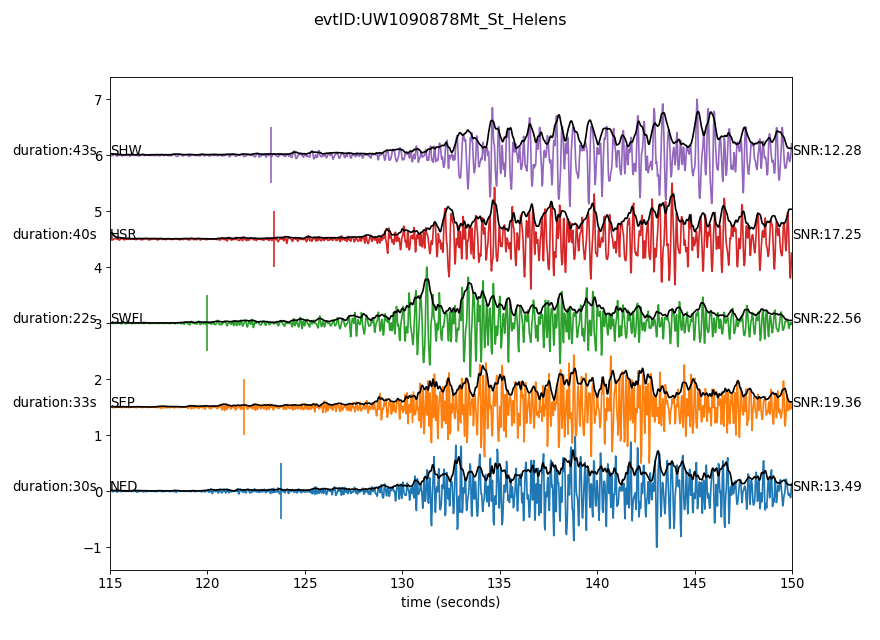 evtID:UW1090878Mt_St_Helens
7
duration:43s SHW SNR:12.28
6
5
duration:40s HSR SNR:17.25
4
duration:22s SWFL SNR:22.56
3
2
duration:33s SEP SNR:19.36
1
duration:30s NED SNR:13.49
0
−1
115 120 125 130 135 140 145 150
time (seconds)